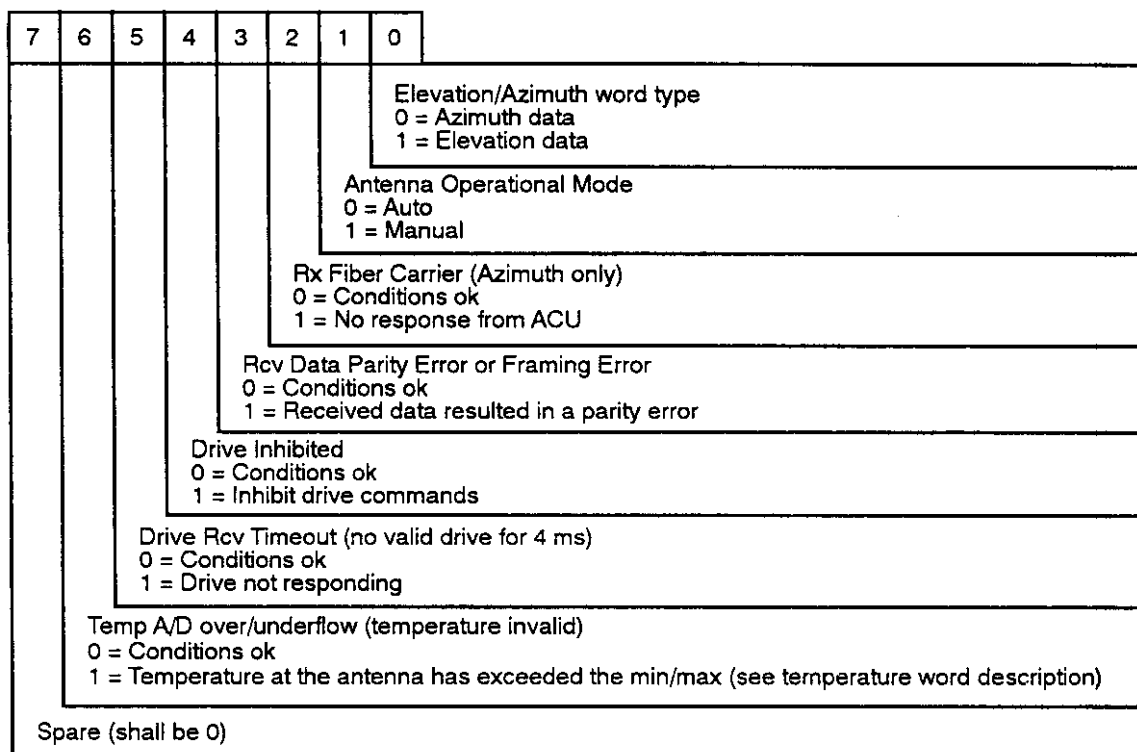 7 6 5 4 3 2 1 0
Elevation/Azimuth word type
0 = Azimuth data
1 = Elevation data
Antenna Operational Mode
0 = Auto
1 = Manual
Rx Fiber Carrier (Azimuth only)
0 = Conditions ok
1 = No response from ACU
Rcv Data Parity Error or Framing Error
0 = Conditions ok
1 = Received data resulted in a parity error
Drive Inhibited
0 = Conditions ok
1 = Inhibit drive commands
Drive Rcv Timeout (no valid drive for 4 ms)
0 = Conditions ok
1 = Drive not responding
Temp A/D over/underflow (temperature invalid)
0 = Conditions ok
1 = Temperature at the antenna has exceeded the min/max (see temperature word description)
Spare (shall be 0)